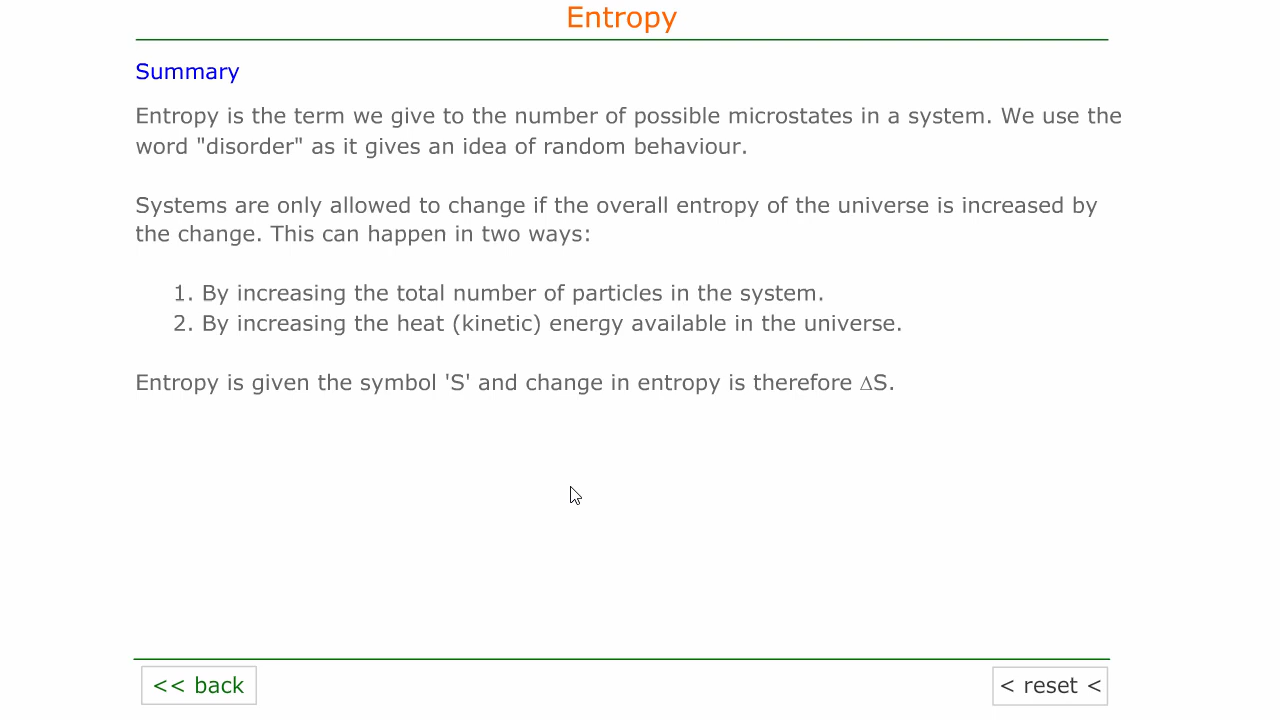 Entropy
Summary
Entropy is the term we give to the number of possible microstates in a system. We use the
word "disorder" as it gives an idea of random behaviour.
Systems are only allowed to change if the overall entropy of the universe is increased by
the change. This can happen in two ways:
1. By increasing the total number of particles in the system.
2. By increasing the heat (kinetic) energy available in the universe.
Entropy is given the symbol 'S' and change in entropy is therefore ΔS.
<< back
< reset <